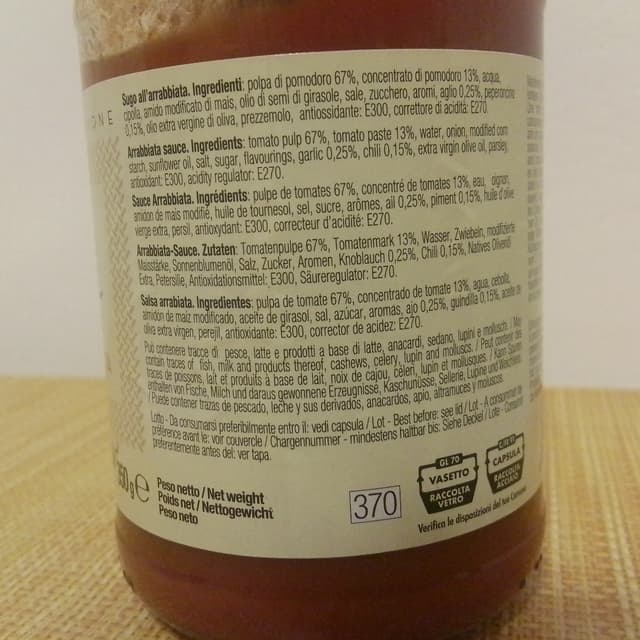 IONE
Sugo all'arrabbiata. Ingredienti: polpa di pomodoro 67%, concentrato di pomodoro 13%, acqua,
cipolla, amido modificato di mais, olio di semi di girasole, sale, zucchero, aromi, aglio 0,25%, peperoncino
0,15%, olio extra vergine di oliva, prezzemolo, antiossidante: E300, correttore di acidità: E270.
Arrabbiata sauce. Ingredients: tomato pulp 67%, tomato paste 13%, water, onion, modified corn
starch, sunflower oil, salt, sugar, flavourings, garlic 0,25%, chili 0,15%, extra virgin olive oil, parsley,
antioxidant: E300, acidity regulator: E270.
Sauce Arrabbiata. Ingrédients: pulpe de tomates 67%, concentré de tomates 13%, eau, oignon,
amidon de mais modifié, huile de tournesol, sel, sucre, arômes, ail 0,25%, piment 0,15%, huile d'olive
vierge extra, persil, antioxydant: E300, correcteur d'acidité: E270.
Arrabbiata-Sauce. Zutaten: Tomatenpulpe 67%, Tomatenmark 13%, Wasser, Zwiebeln, modifizierte
Maisstärke, Sonnenblumenöl, Salz, Zucker, Aromen, Knoblauch 0,25%, Chili 0,15%, Natives Olivenöl
Extra, Petersilie, Antioxidationsmittel: E300, Säureregulator: E270.
Salsa arrabiata. Ingredientes: pulpa de tomate 67%, concentrado de tomate 13%, agua, cebolla,
amidón de maíz modificado, aceite de girasol, sal, azúcar, aromas, ajo 0,25%, guindilla 0,15%, aceite de
oliva extra virgen, perejil, antioxidante: E300, corrector de acidez: E270.
Può contenere tracce di pesce, latte e prodotti a base di latte, anacardi, sedano, lupini e molluschi. / May
contain traces of fish, milk and products thereof, cashews, celery, lupin and molluscs. / Peut contenir des
traces de poissons, lait et produits à base de lait, noix de cajou, céleri, lupin et mollusques. / Kann Spuren
enthalten von Fische, Milch und daraus gewonnene Erzeugnisse, Kaschunüsse, Sellerie, Lupine und Weichtiere.
/ Puede contener trazas de pescado, leche y sus derivados, anacardos, apio, altramuces y moluscos.
Lotto - Da consumarsi preferibilmente entro il: vedi capsula / Lot - Best before: see lid / Lot - A consommer de
préférence avant le: voir couvercle / Chargennummer - mindestens haltbar bis: Siehe Deckel / Lote - Consumir
preferentemente antes del: ver tapa.
350 g e
Peso netto / Net weight
Poids net / Nettogewicht
Peso neto
370
GL 70
VASETTO
RACCOLTA
VETRO
CAPSULA
RACCOLTA
ACCIAIO
Verifica le disposizioni del tuo Comune